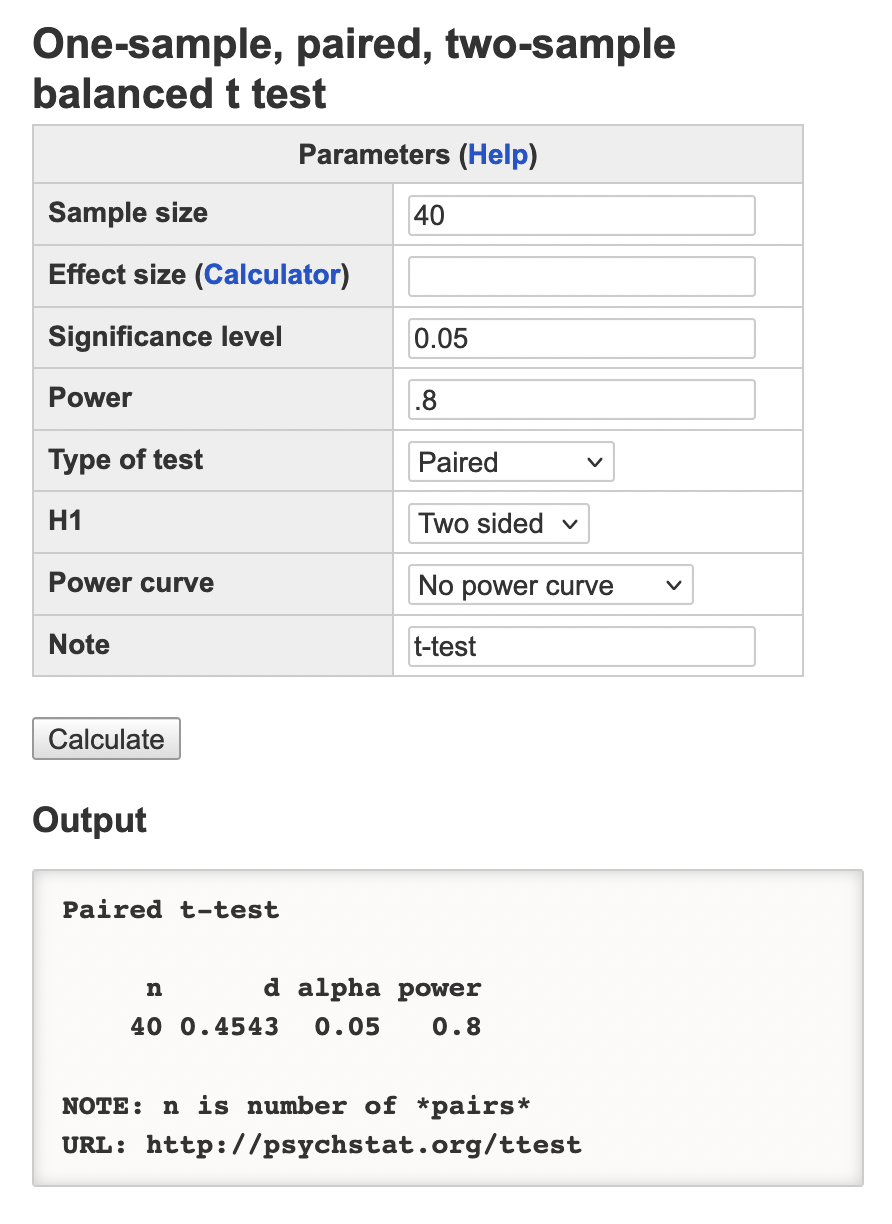 One-sample, paired, two-sample
balanced t test
Parameters (Help)
Sample size 40
Effect size (Calculator)
Significance level 0.05
Power .8
Type of test Paired
H1 Two sided
Power curve No power curve
Note t-test
Calculate
Output
Paired t-test
n d alpha power
40 0.4543 0.05 0.8
NOTE: n is number of *pairs*
URL: http://psychstat.org/ttest